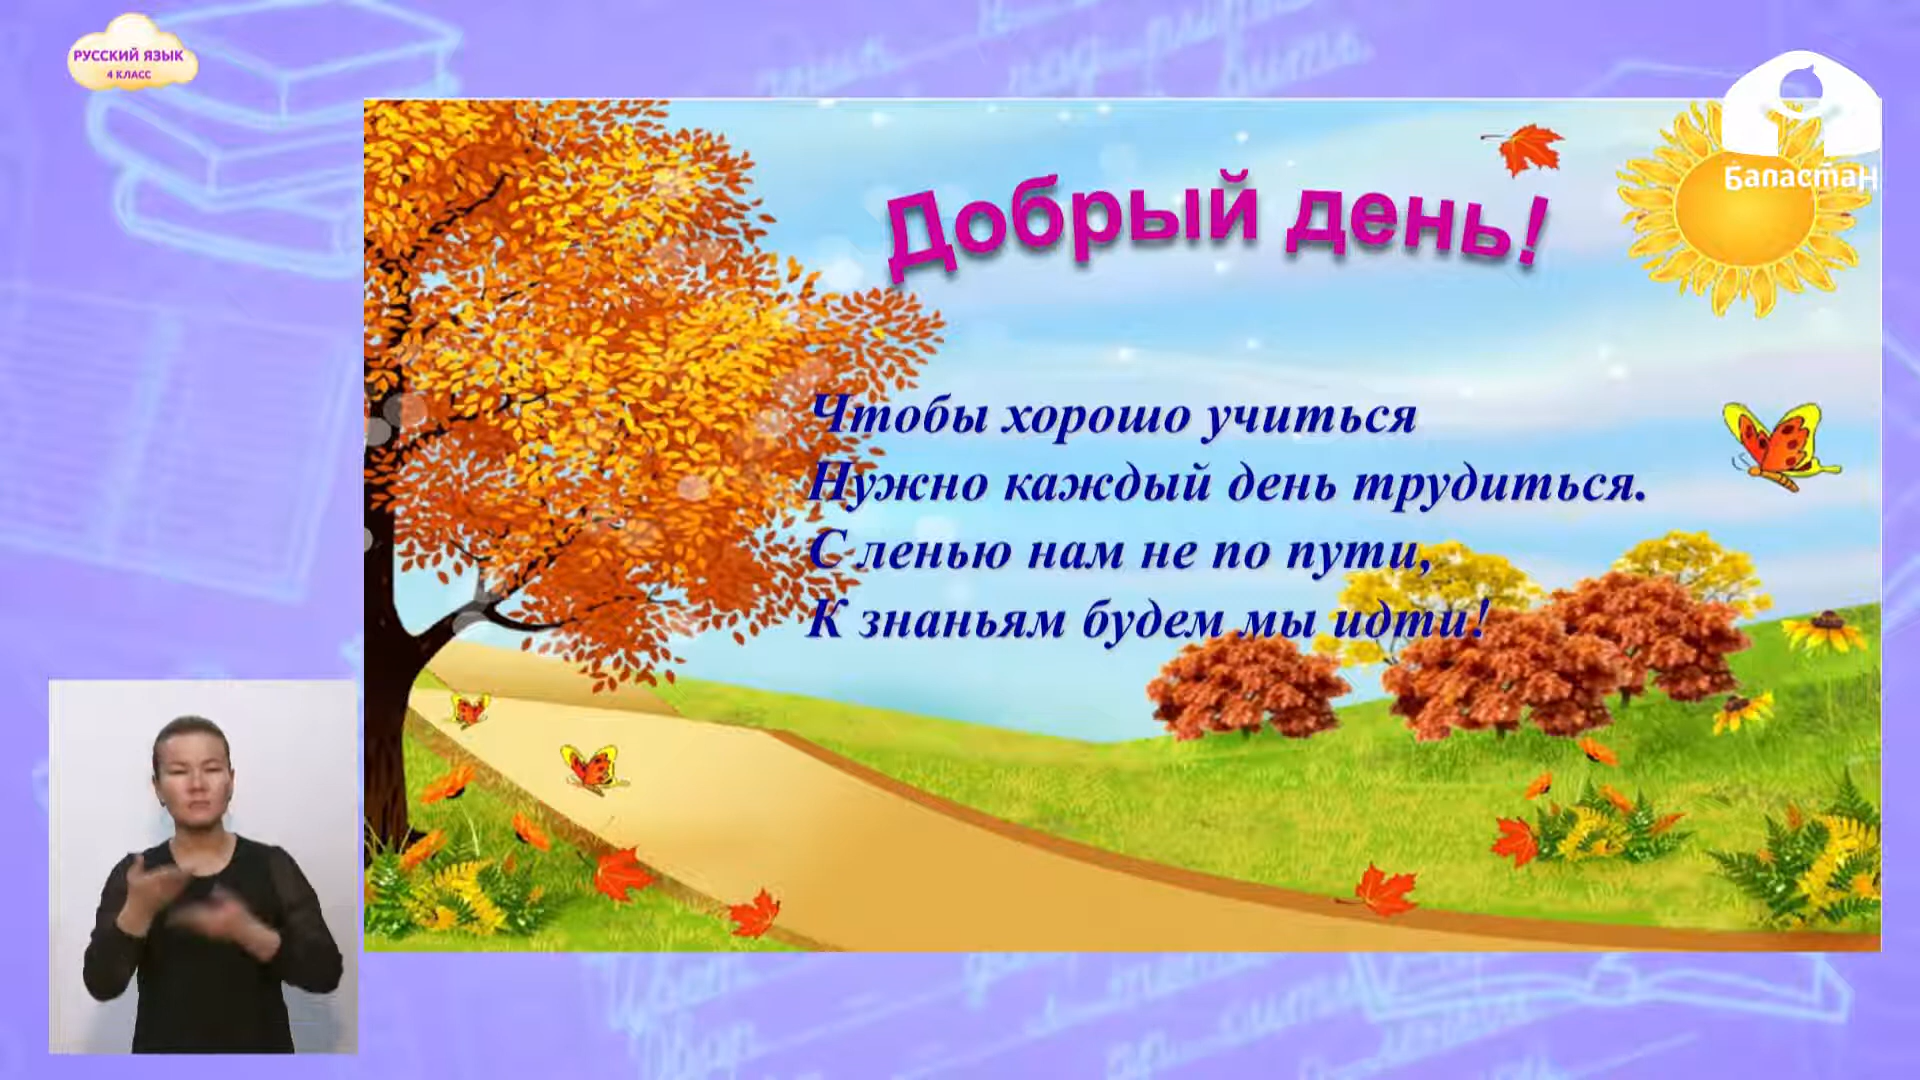 РУССКИЙ ЯЗЫК
4 КЛАСС
Баластан
Добрый день!
Чтобы хорошо учиться
Нужно каждый день трудиться.
С ленью нам не по пути,
К знаньям будем мы идти!